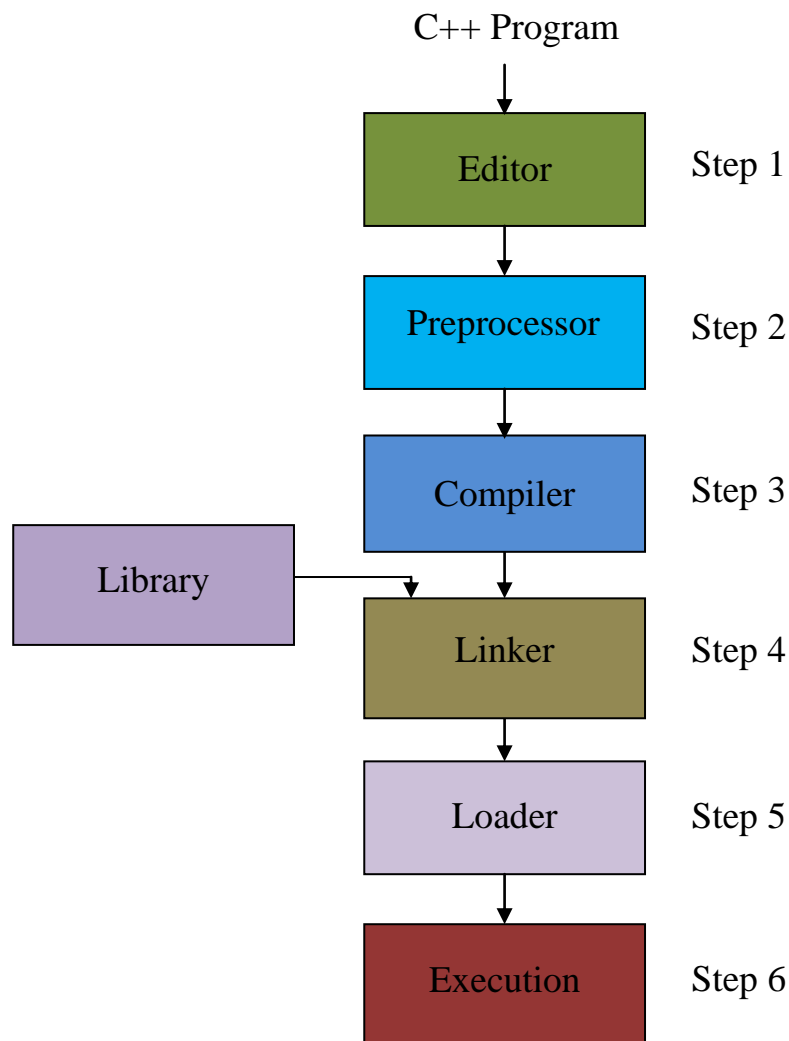 C++ Program
Editor
Step 1
Preprocessor
Step 2
Compiler
Step 3
Library
Linker
Step 4
Loader
Step 5
Execution
Step 6